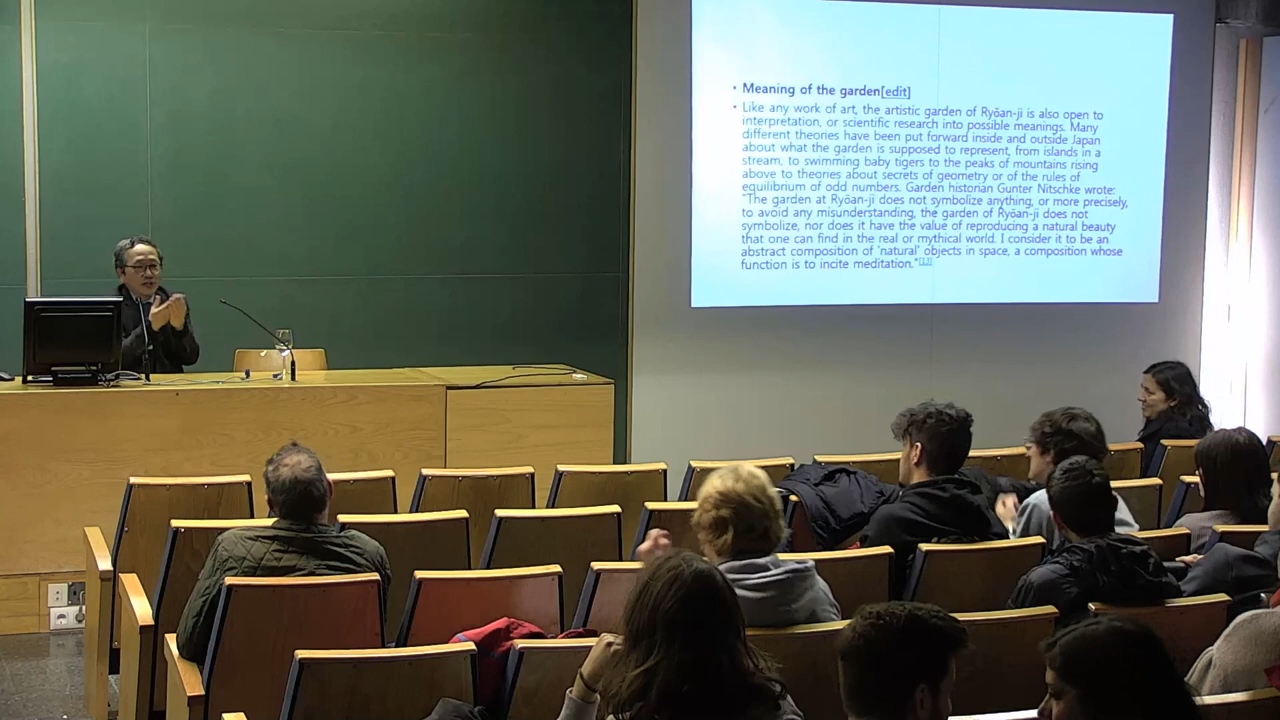 • Meaning of the garden[edit]
• Like any work of art, the artistic garden of Ryōan-ji is also open to
interpretation, or scientific research into possible meanings. Many
different theories have been put forward inside and outside Japan
about what the garden is supposed to represent, from islands in a
stream, to swimming baby tigers to the peaks of mountains rising
above to theories about secrets of geometry or of the rules of
equilibrium of odd numbers. Garden historian Gunter Nitschke wrote:
"The garden at Ryōan-ji does not symbolize anything, or more precisely,
to avoid any misunderstanding, the garden of Ryōan-ji does not
symbolize, nor does it have the value of reproducing a natural beauty
that one can find in the real or mythical world. I consider it to be an
abstract composition of 'natural' objects in space, a composition whose
function is to incite meditation."[13]